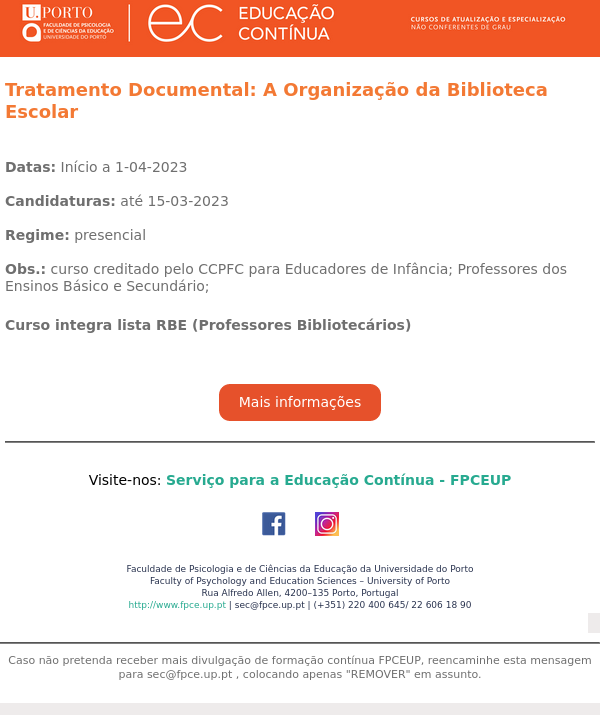 U.PORTO
FACULDADE DE PSICOLOGIA
E DE CIÊNCIAS DA EDUCAÇÃO
UNIVERSIDADE DO PORTO
ec EDUCAÇÃO
CONTÍNUA
CURSOS DE ATUALIZAÇÃO E ESPECIALIZAÇÃO
NÃO CONFERENTES DE GRAU
Tratamento Documental: A Organização da Biblioteca
Escolar
Datas: Início a 1-04-2023
Candidaturas: até 15-03-2023
Regime: presencial
Obs.: curso creditado pelo CCPFC para Educadores de Infância; Professores dos
Ensinos Básico e Secundário;
Curso integra lista RBE (Professores Bibliotecários)
Mais informações
Visite-nos: Serviço para a Educação Contínua - FPCEUP
Faculdade de Psicologia e de Ciências da Educação da Universidade do Porto
Faculty of Psychology and Education Sciences – University of Porto
Rua Alfredo Allen, 4200–135 Porto, Portugal
http://www.fpce.up.pt | sec@fpce.up.pt | (+351) 220 400 645/ 22 606 18 90
Caso não pretenda receber mais divulgação de formação contínua FPCEUP, reencaminhe esta mensagem
para sec@fpce.up.pt , colocando apenas "REMOVER" em assunto.